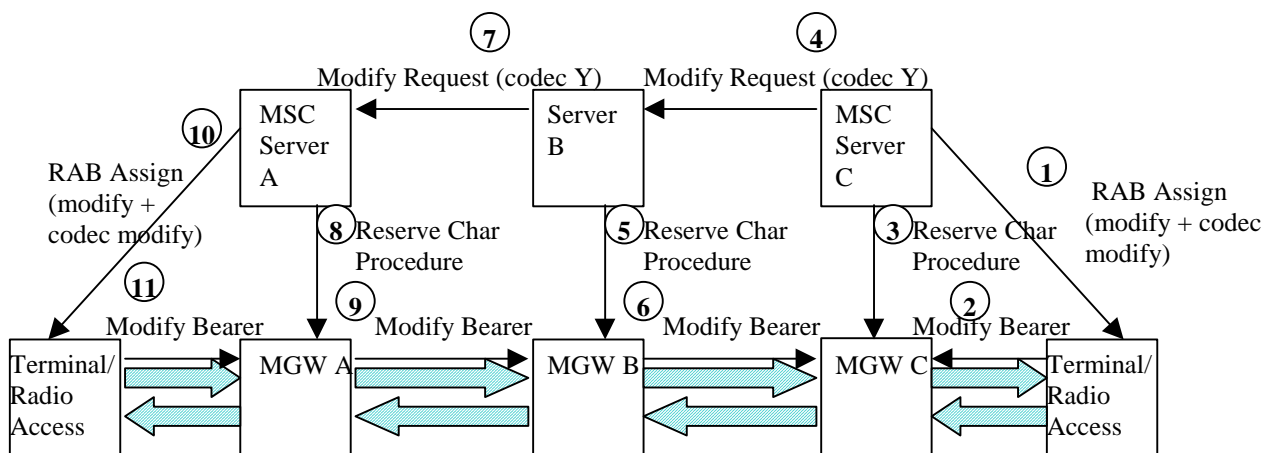 7
4
Modify Request (codec Y)
Modify Request (codec Y)
MSC
Server
A
Server
B
MSC
Server
C
10
1
RAB Assign
(modify +
codec modify)
RAB Assign
(modify + codec
modify)
8
Reserve Char
Procedure
5
Reserve Char
Procedure
3
Reserve Char
Procedure
11
9
6
2
Modify Bearer
Modify Bearer
Modify Bearer
Modify Bearer
Terminal/
Radio
Access
MGW A
MGW B
MGW C
Terminal/
Radio
Access